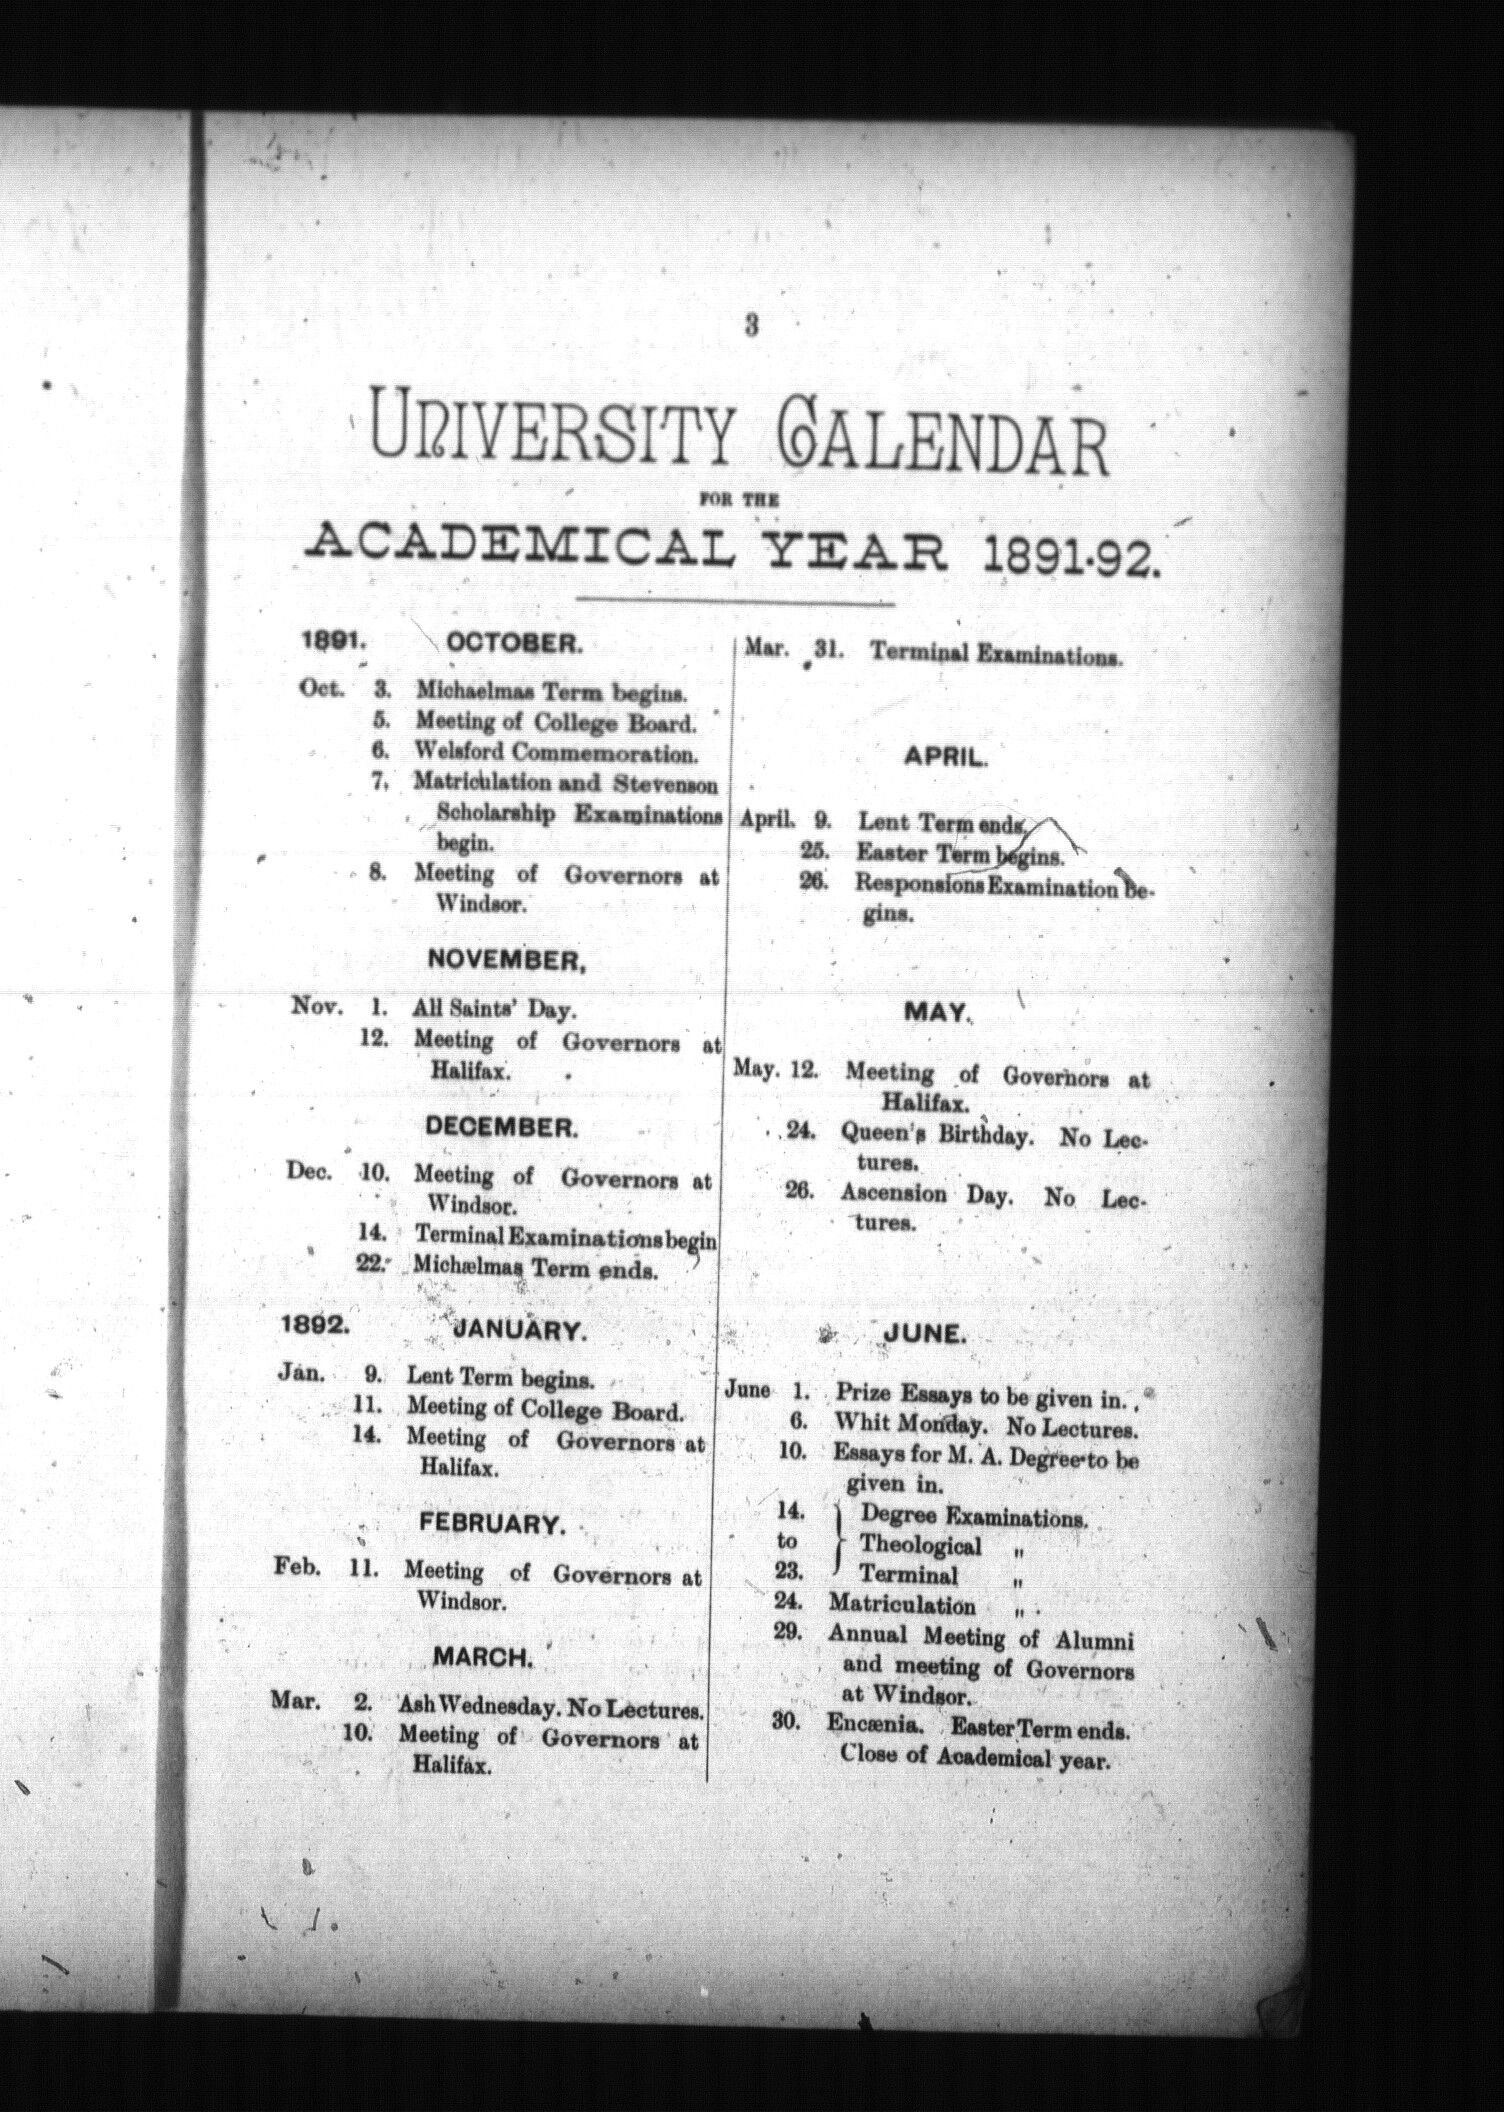 3
UNIVERSITY CALENDAR
FOR THE
ACADEMICAL YEAR 1891-92.
1891. OCTOBER.
Oct. 3. Michaelmas Term begins.
5. Meeting of College Board.
6. Welsford Commemoration.
7. Matriculation and Stevenson
Scholarship Examinations
begin.
8. Meeting of Governors at
Windsor.
NOVEMBER,
Nov. 1. All Saints' Day.
12. Meeting of Governors at
Halifax.
DECEMBER.
Dec. 10. Meeting of Governors at
Windsor.
14. Terminal Examinations begin
22. Michælmas Term ends.
1892. JANUARY.
Jan. 9. Lent Term begins.
11. Meeting of College Board.
14. Meeting of Governors at
Halifax.
FEBRUARY.
Feb. 11. Meeting of Governors at
Windsor.
MARCH.
Mar. 2. Ash Wednesday. No Lectures.
10. Meeting of Governors at
Halifax.
Mar. 31. Terminal Examinations.
APRIL.
April. 9. Lent Term ends.
25. Easter Term begins.
26. Responsions Examination be-
gins.
MAY.
May. 12. Meeting of Governors at
Halifax.
24. Queen's Birthday. No Lec-
tures.
26. Ascension Day. No Lec-
tures.
JUNE.
June 1. Prize Essays to be given in.
6. Whit Monday. No Lectures.
10. Essays for M. A. Degree to be
given in.
14. } Degree Examinations.
to } Theological "
23. } Terminal "
24. Matriculation "
29. Annual Meeting of Alumni
and meeting of Governors
at Windsor.
30. Encænia. Easter Term ends.
Close of Academical year.